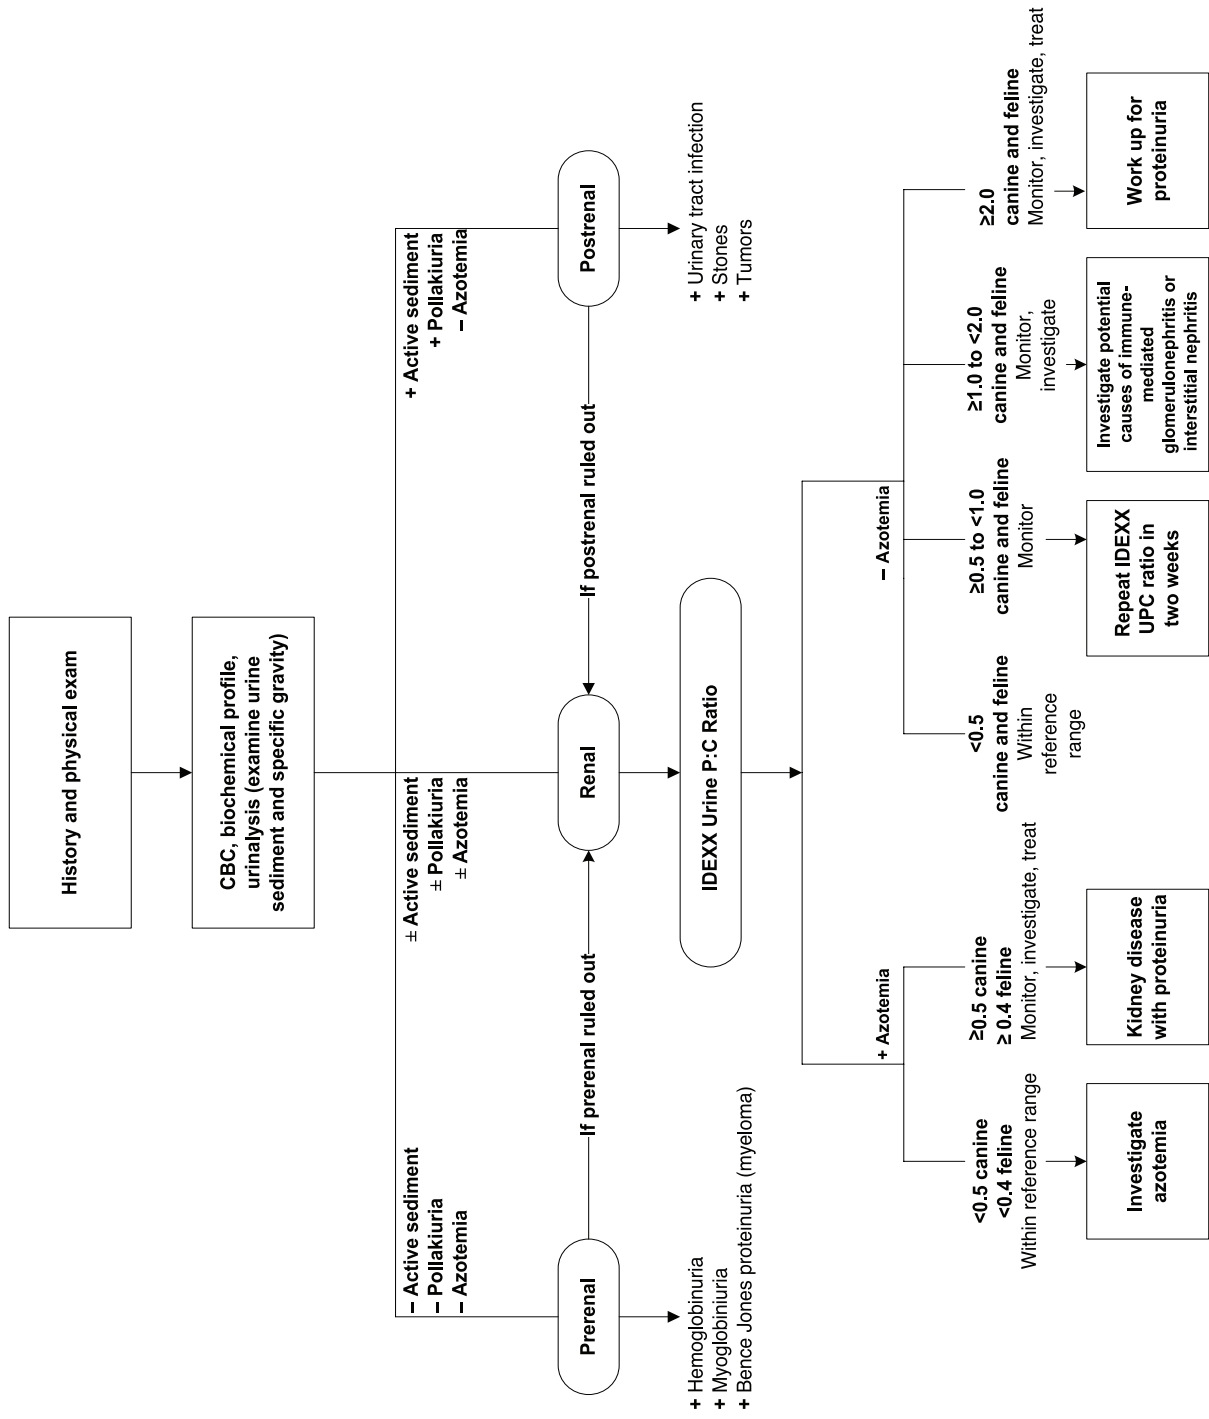 History and physical exam
CBC, biochemical profile,
urinalysis (examine urine
sediment and specific gravity)
− Active sediment
− Pollakiuria
− Azotemia
± Active sediment
± Pollakiuria
± Azotemia
+ Active sediment
+ Pollakiuria
− Azotemia
Prerenal
If prerenal ruled out
Renal
If postrenal ruled out
Postrenal
+ Hemoglobinuria
+ Myoglobiniuria
+ Bence Jones proteinuria (myeloma)
IDEXX Urine P:C Ratio
+ Urinary tract infection
+ Stones
+ Tumors
+ Azotemia
− Azotemia
<0.5 canine
<0.4 feline
Within reference range
≥0.5 canine
≥ 0.4 feline
Monitor, investigate, treat
<0.5
canine and feline
Within
reference
range
≥0.5 to <1.0
canine and feline
Monitor
≥1.0 to <2.0
canine and feline
Monitor,
investigate
≥2.0
canine and feline
Monitor, investigate, treat
Investigate
azotemia
Kidney disease
with proteinuria
Repeat IDEXX
UPC ratio in
two weeks
Investigate potential
causes of immune-
mediated
glomerulonephritis or
interstitial nephritis
Work up for
proteinuria